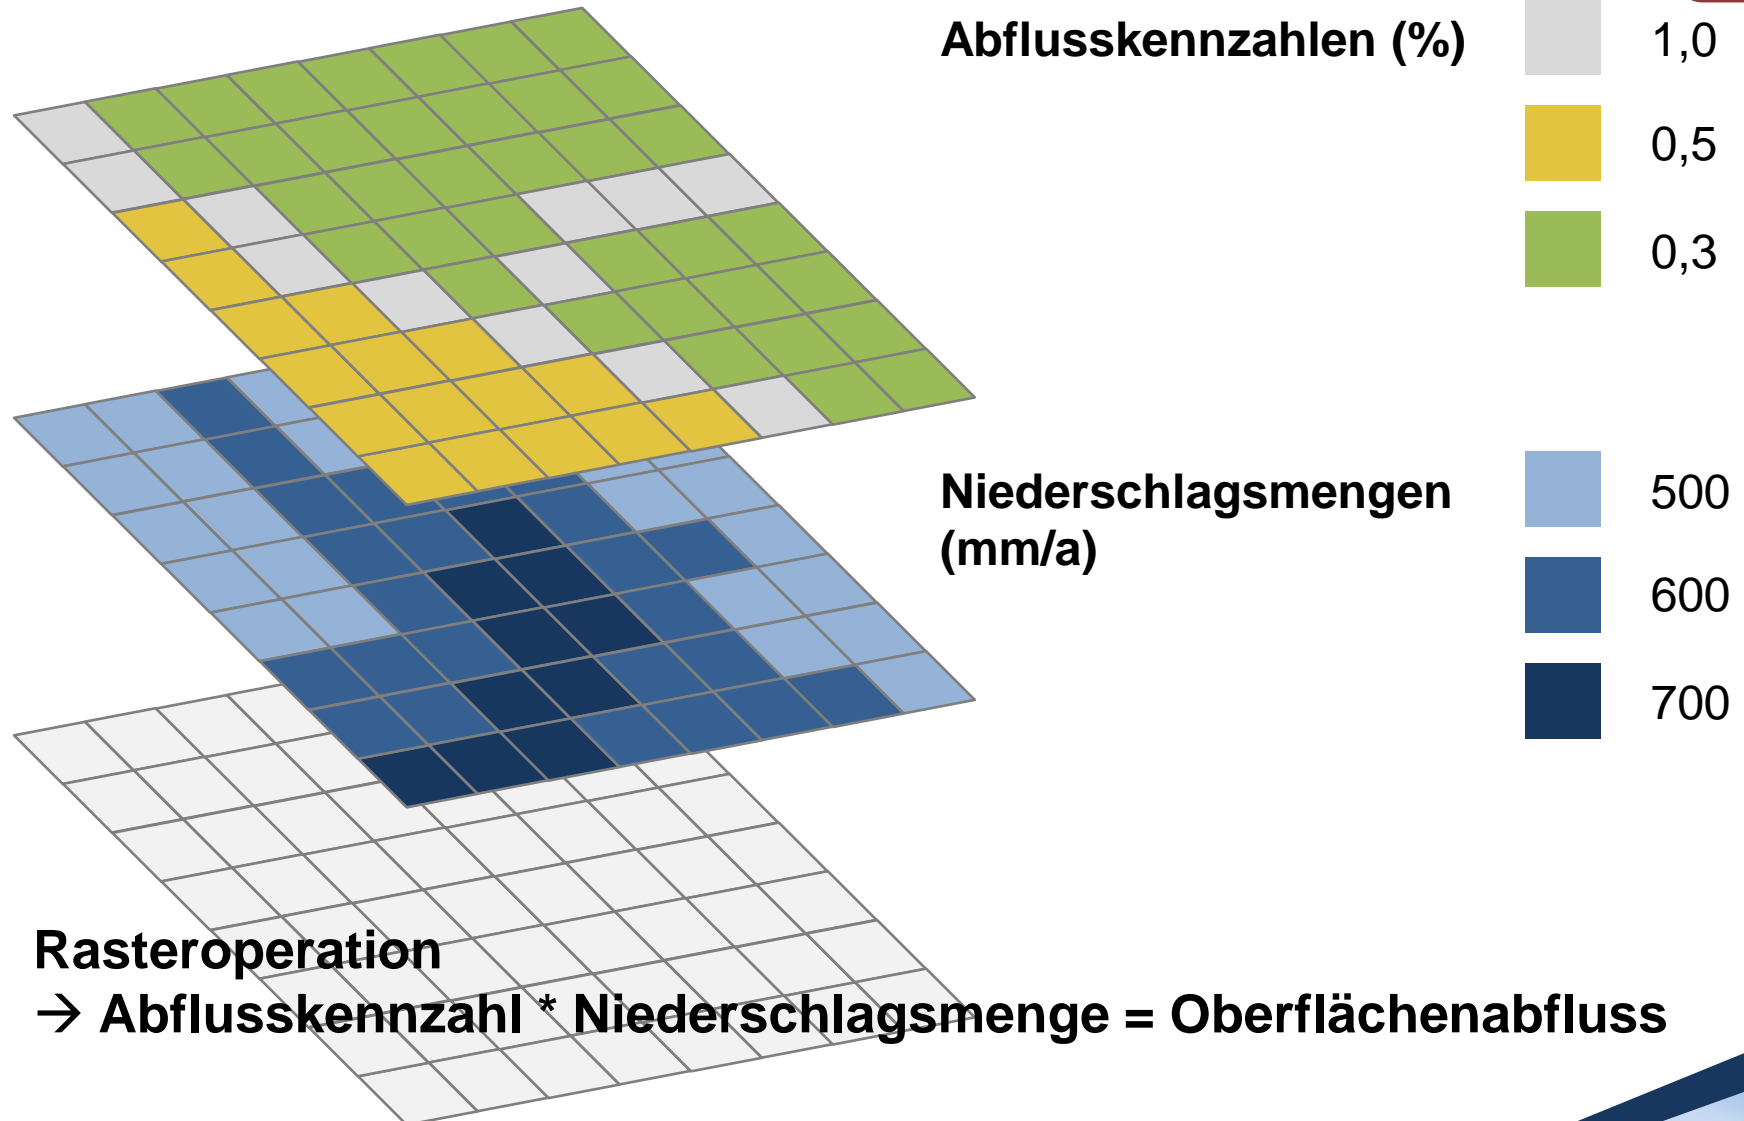 Abflusskennzahlen (%)
1,0
0,5
0,3
Niederschlagsmengen
(mm/a)
500
600
700
Rasteroperation
→ Abflusskennzahl * Niederschlagsmenge = Oberflächenabfluss